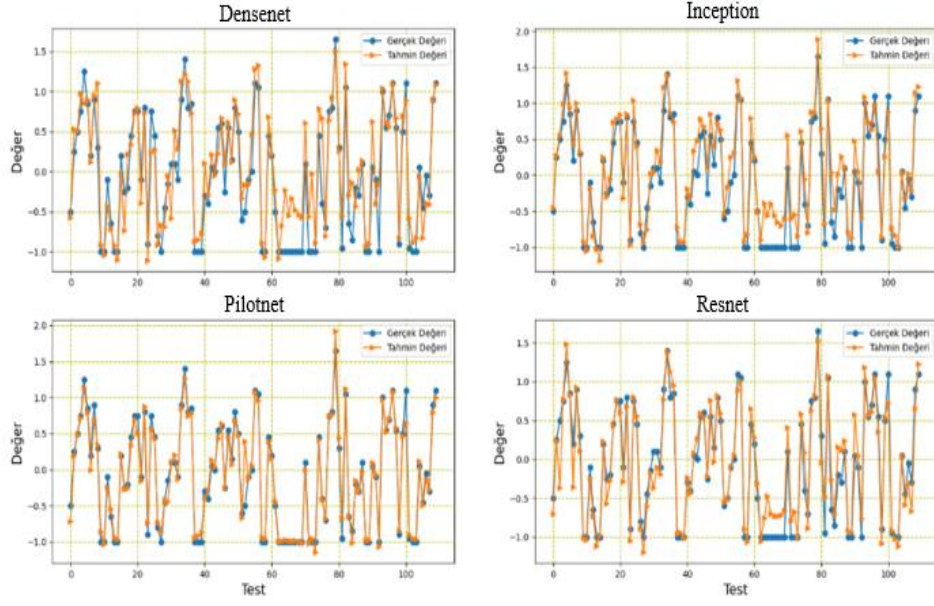 Densenet
Inception
Değer
1.5
1.0
0.5
0.0
−0.5
−1.0
0
20
40
60
80
100
Gerçek Değeri
Tahmin Değeri
Değer
2.0
1.5
1.0
0.5
0.0
−0.5
−1.0
0
20
40
60
80
100
Gerçek Değeri
Tahmin Değeri
Pilotnet
Resnet
Değer
2.0
1.5
1.0
0.5
0.0
−0.5
−1.0
0
20
40
60
80
100
Gerçek Değeri
Tahmin Değeri
Test
Değer
1.5
1.0
0.5
0.0
−0.5
−1.0
0
20
40
60
80
100
Gerçek Değeri
Tahmin Değeri
Test